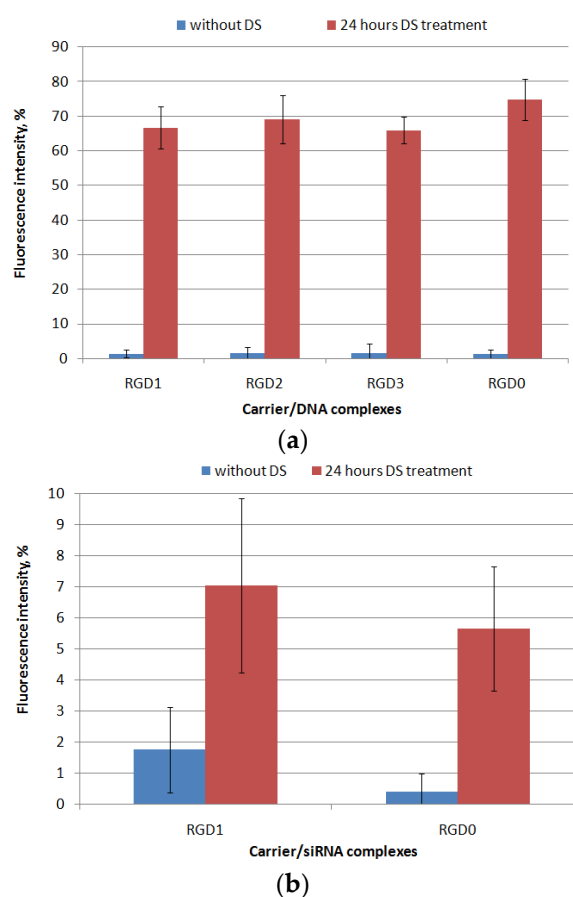 without DS 24 hours DS treatment
90
80
70
60
50
40
30
20
10
0
Fluorescence intensity, %
RGD1 RGD2 RGD3 RGD0
Carrier/DNA complexes
(a)
without DS 24 hours DS treatment
10
9
8
7
6
5
4
3
2
1
0
Fluorescence intensity, %
RGD1 RGD0
Carrier/siRNA complexes
(b)